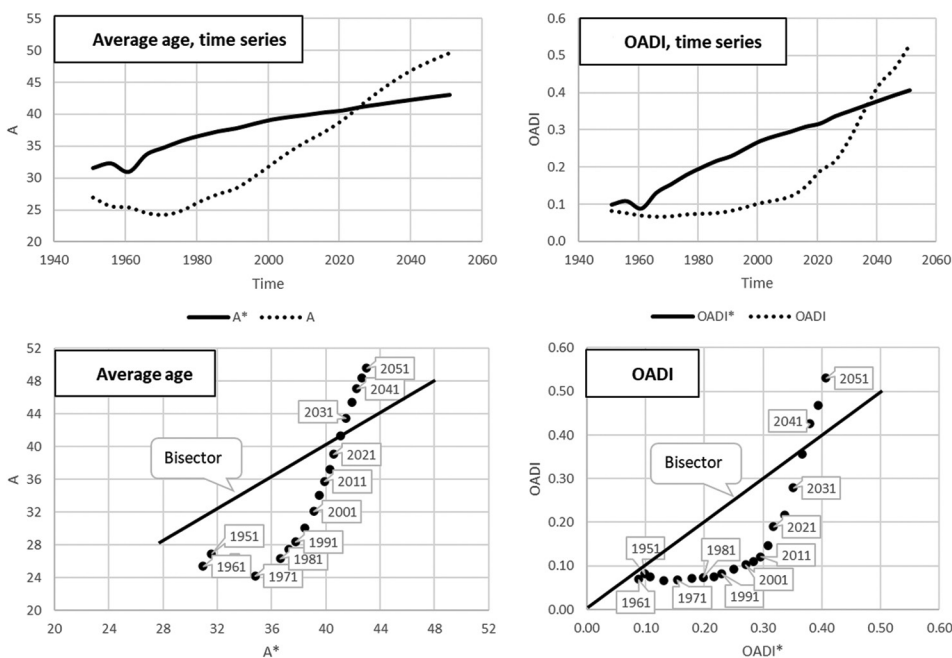 Average age, time series
55
50
45
40
35
30
25
20
A
1940 1960 1980 2000 2020 2040 2060
Time
A* A
OADI, time series
0.6
0.5
0.4
0.3
0.2
0.1
0.0
OADI
1940 1960 1980 2000 2020 2040 2060
Time
OADI* OADI
Average age
52
48
44
40
36
32
28
24
20
A
Bisector
2051
2041
2031
2021
2011
2001
1951
1991
1961
1981
1971
20 24 28 32 36 40 44 48 52
A*
OADI
0.60
0.50
0.40
0.30
0.20
0.10
0.00
OADI
Bisector
2051
2041
2031
2021
1951
1981
2011
2001
1961
1971
1991
0.00 0.10 0.20 0.30 0.40 0.50 0.60
OADI*